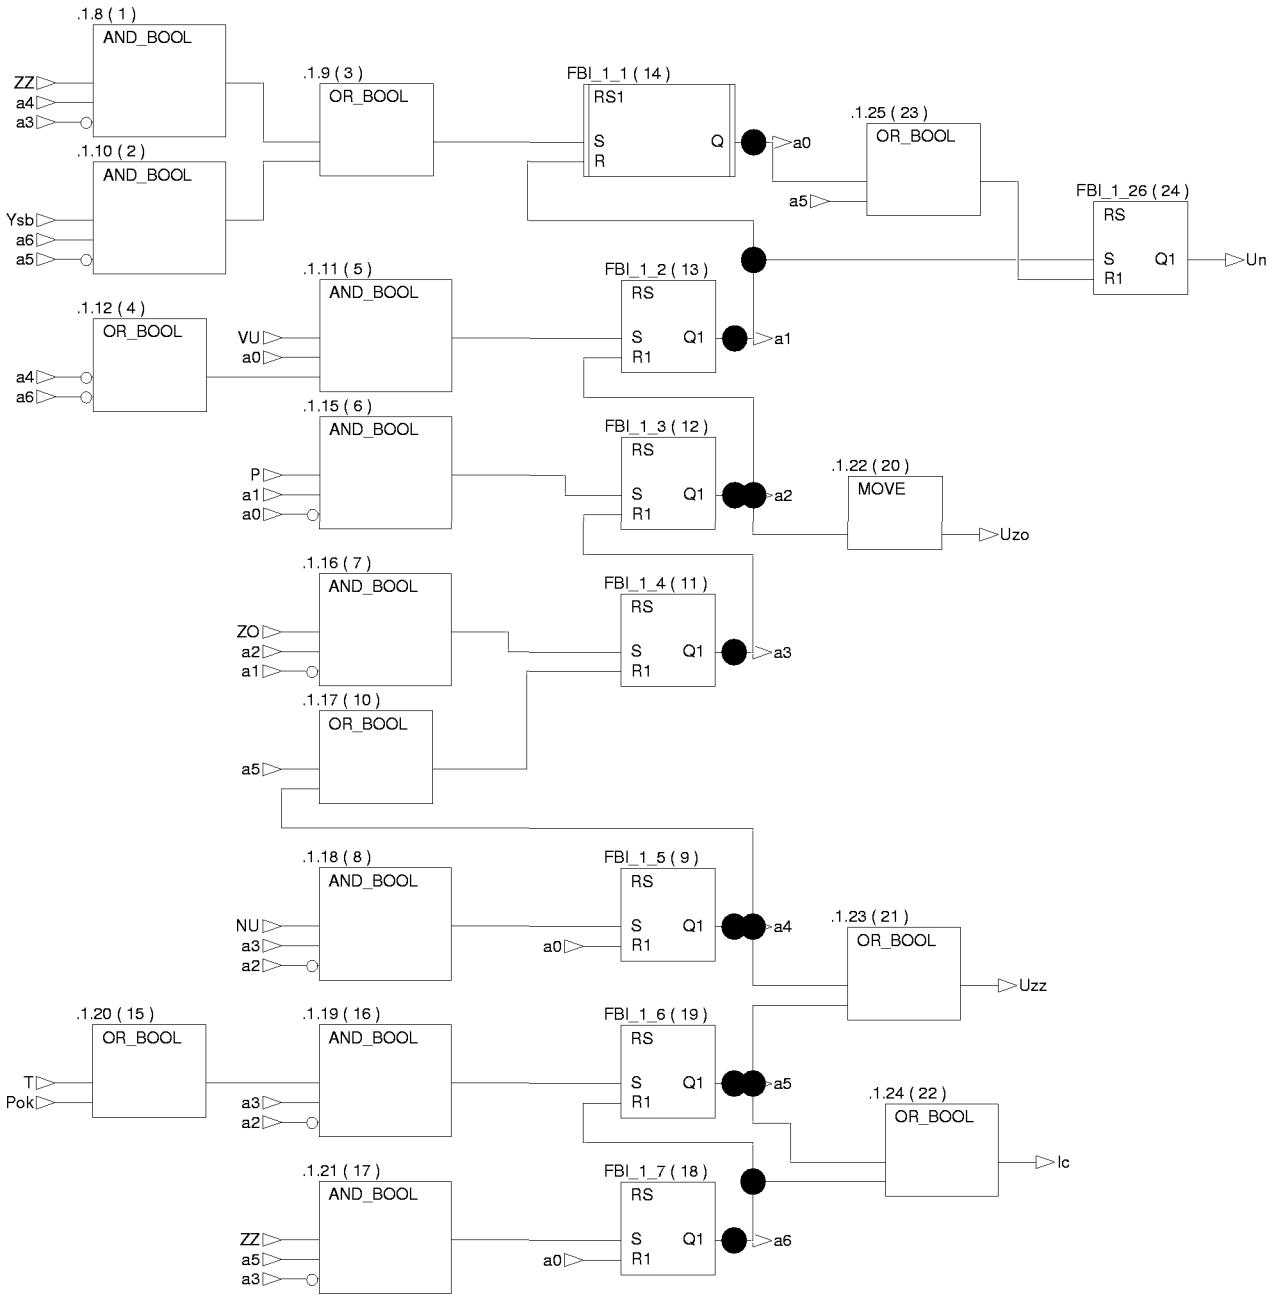 .1.8 ( 1 )
AND_BOOL
ZZ
a4
a3
.1.10 ( 2 )
AND_BOOL
Ysb
a6
a5
.1.9 ( 3 )
OR_BOOL
FBI_1_1 ( 14 )
RS1
S Q
R
a0
.1.25 ( 23 )
OR_BOOL
a5
FBI_1_26 ( 24 )
RS
S Q1
R1
Un
.1.12 ( 4 )
OR_BOOL
a4
a6
.1.11 ( 5 )
AND_BOOL
VU
a0
FBI_1_2 ( 13 )
RS
S Q1
R1
a1
.1.15 ( 6 )
AND_BOOL
P
a1
a0
FBI_1_3 ( 12 )
RS
S Q1
R1
a2
.1.22 ( 20 )
MOVE
Uzo
.1.16 ( 7 )
AND_BOOL
ZO
a2
a1
FBI_1_4 ( 11 )
RS
S Q1
R1
a3
.1.17 ( 10 )
OR_BOOL
a5
.1.18 ( 8 )
AND_BOOL
NU
a3
a2
FBI_1_5 ( 9 )
RS
S Q1
a0 R1
a4
.1.23 ( 21 )
OR_BOOL
Uzz
.1.20 ( 15 )
OR_BOOL
T
Pok
.1.19 ( 16 )
AND_BOOL
a3
a2
FBI_1_6 ( 19 )
RS
S Q1
R1
a5
.1.24 ( 22 )
OR_BOOL
Ic
.1.21 ( 17 )
AND_BOOL
ZZ
a5
a3
FBI_1_7 ( 18 )
RS
S Q1
a0 R1
a6